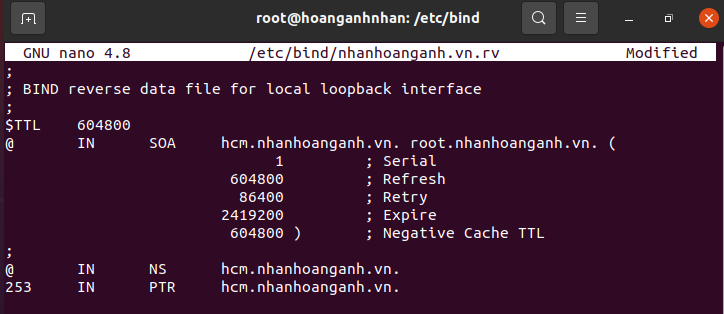 root@hoanganhnhan: /etc/bind
GNU nano 4.8 /etc/bind/nhanhoanganh.vn.rv Modified
;
; BIND reverse data file for local loopback interface
;
$TTL 604800
@ IN SOA hcm.nhanhoanganh.vn. root.nhanhoanganh.vn. (
1 ; Serial
604800 ; Refresh
86400 ; Retry
2419200 ; Expire
604800 ) ; Negative Cache TTL
;
@ IN NS hcm.nhanhoanganh.vn.
253 IN PTR hcm.nhanhoanganh.vn.